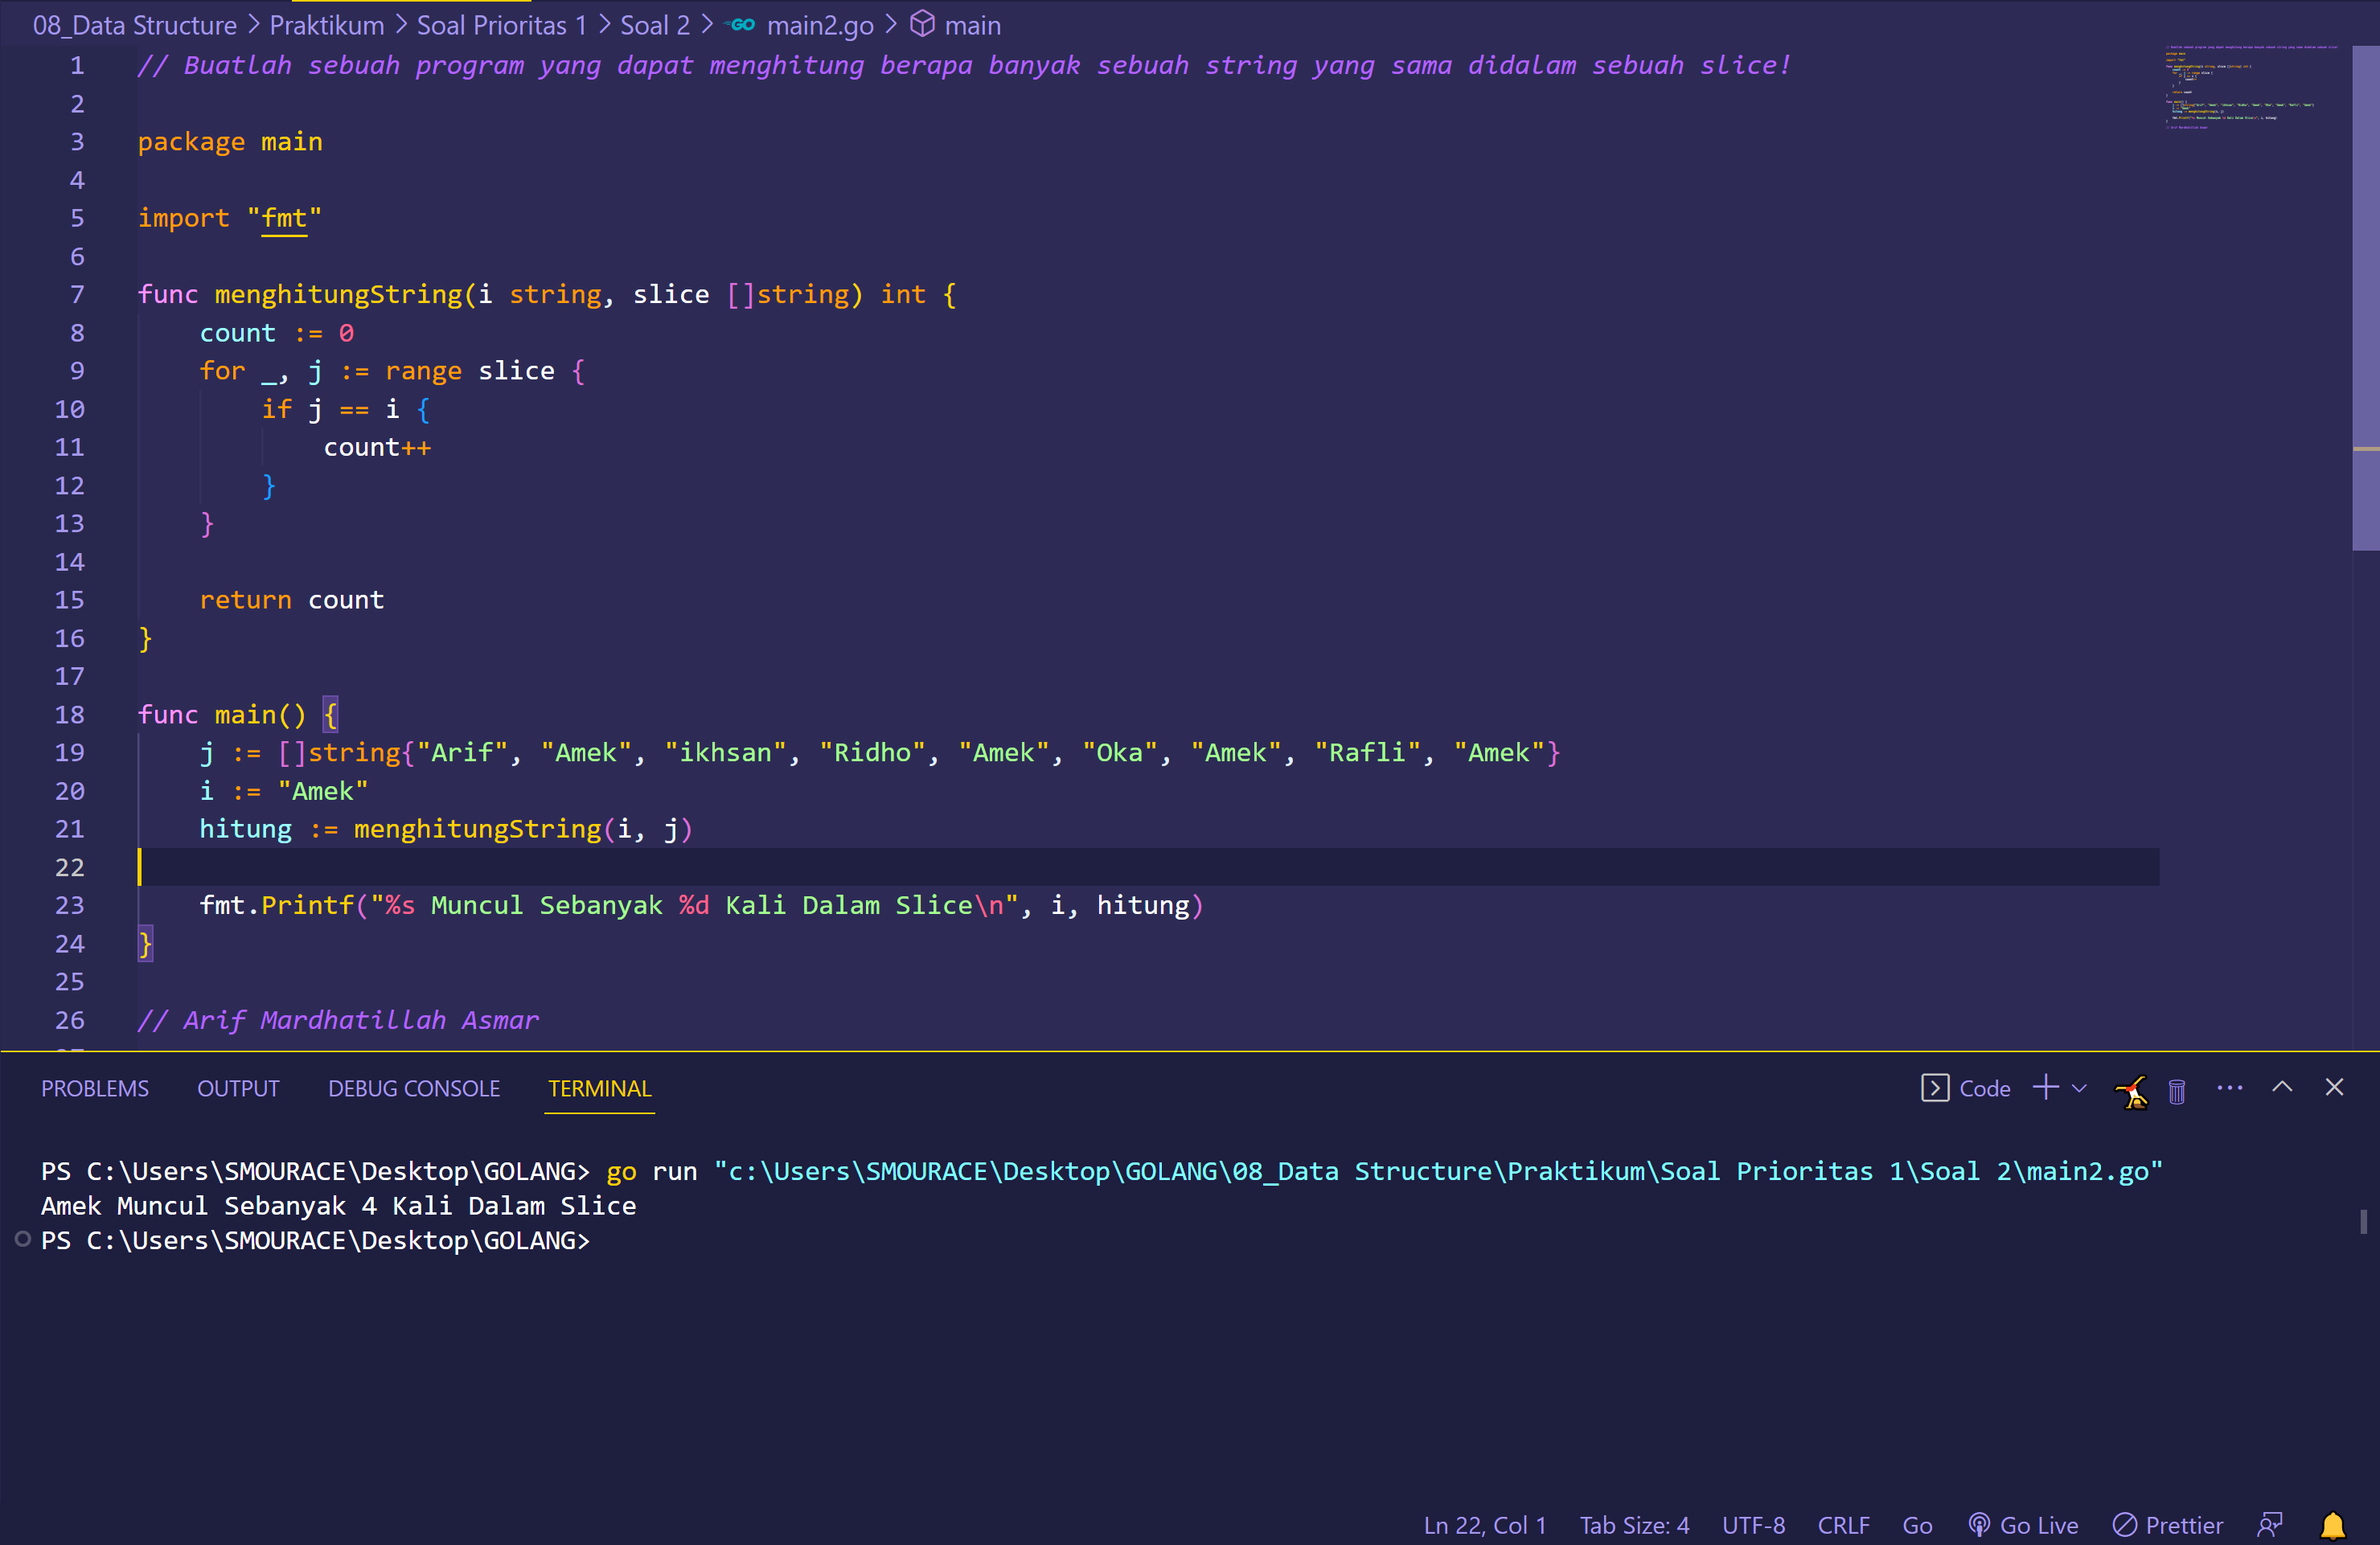 08_Data Structure > Praktikum > Soal Prioritas 1 > Soal 2 > GO main2.go > main
1 // Buatlah sebuah program yang dapat menghitung berapa banyak sebuah string yang sama didalam sebuah slice!
2
3 package main
4
5 import "fmt"
6
7 func menghitungString(i string, slice []string) int {
8     count := 0
9     for _, j := range slice {
10         if j == i {
11             count++
12         }
13     }
14
15     return count
16 }
17
18 func main() {
19     j := []string{"Arif", "Amek", "ikhsan", "Ridho", "Amek", "Oka", "Amek", "Rafli", "Amek"}
20     i := "Amek"
21     hitung := menghitungString(i, j)
22
23     fmt.Printf("%s Muncul Sebanyak %d Kali Dalam Slice\n", i, hitung)
24 }
25
26 // Arif Mardhatillah Asmar
PROBLEMS OUTPUT DEBUG CONSOLE TERMINAL Code
PS C:\Users\SMOURACE\Desktop\GOLANG> go run "c:\Users\SMOURACE\Desktop\GOLANG\08_Data Structure\Praktikum\Soal Prioritas 1\Soal 2\main2.go"
Amek Muncul Sebanyak 4 Kali Dalam Slice
PS C:\Users\SMOURACE\Desktop\GOLANG>
Ln 22, Col 1 Tab Size: 4 UTF-8 CRLF Go Go Live Prettier